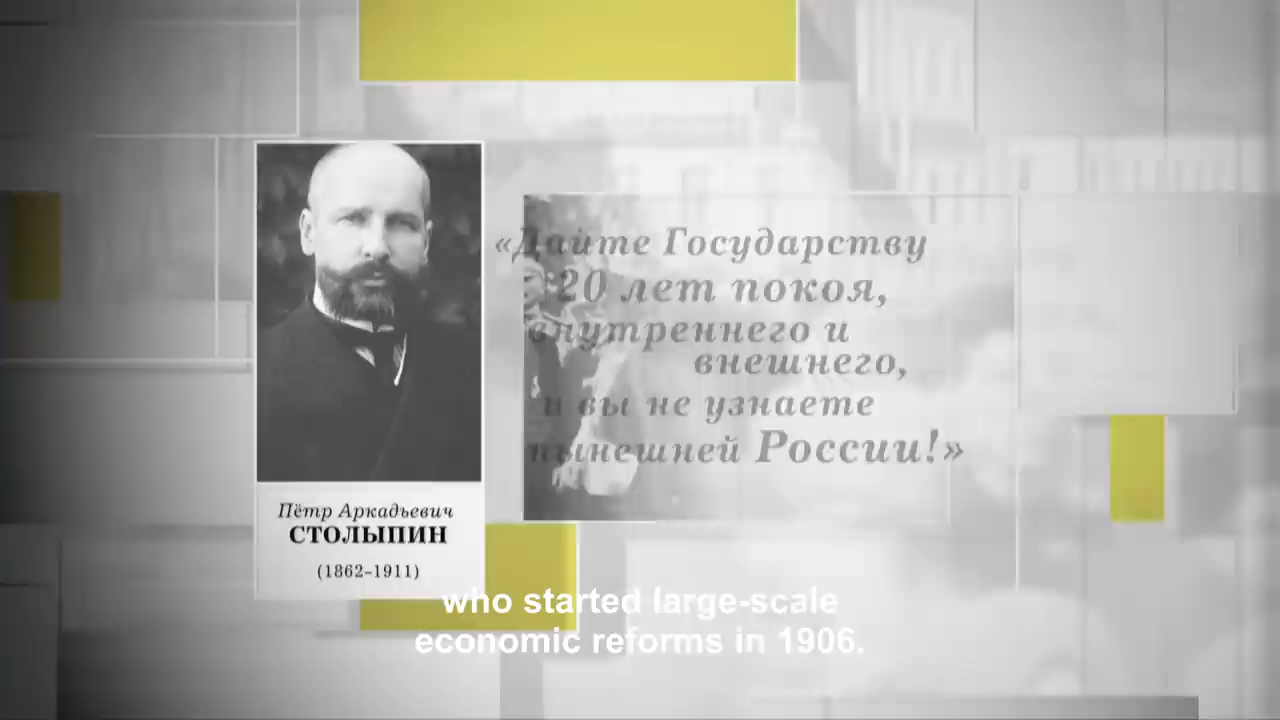 «Дайте Государству
20 лет покоя,
внутреннего и
внешнего,
и вы не узнаете
нынешней России!»
Пётр Аркадьевич
СТОЛЫПИН
(1862–1911)
who started large-scale
economic reforms in 1906.